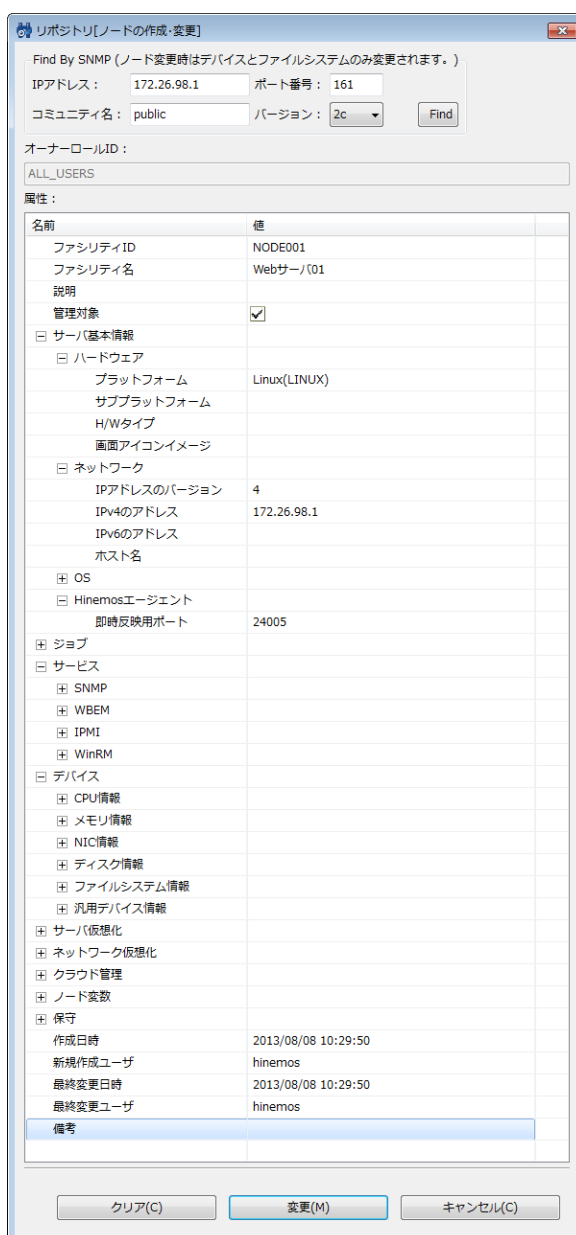 リポジトリ[ノードの作成・変更]
Find By SNMP (ノード変更時はデバイスとファイルシステムのみ変更されます。)
IPアドレス： 172.26.98.1 ポート番号： 161
コミュニティ名： public バージョン： 2c Find
オーナーロールID：
ALL_USERS
属性：
名前 値
ファシリティID NODE001
ファシリティ名 Webサーバ01
説明
管理対象
サーバ基本情報
ハードウェア
プラットフォーム Linux(LINUX)
サブプラットフォーム
H/Wタイプ
画面アイコンイメージ
ネットワーク
IPアドレスのバージョン 4
IPv4のアドレス 172.26.98.1
IPv6のアドレス
ホスト名
OS
Hinemosエージェント
即時反映用ポート 24005
ジョブ
サービス
SNMP
WBEM
IPMI
WinRM
デバイス
CPU情報
メモリ情報
NIC情報
ディスク情報
ファイルシステム情報
汎用デバイス情報
サーバ仮想化
ネットワーク仮想化
クラウド管理
ノード変数
保守
作成日時 2013/08/08 10:29:50
新規作成ユーザ hinemos
最終変更日時 2013/08/08 10:29:50
最終変更ユーザ hinemos
備考
クリア(C) 変更(M) キャンセル(C)